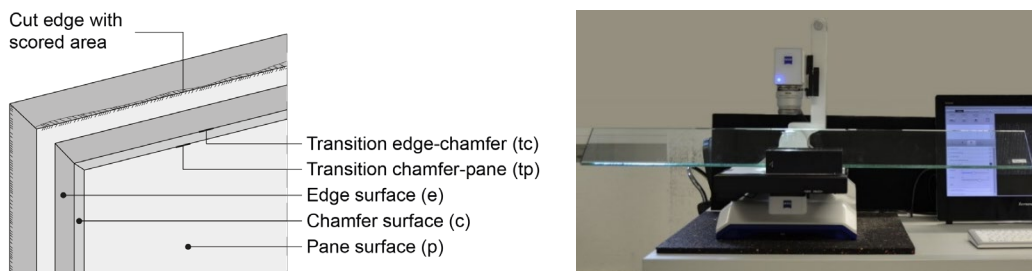 Cut edge with
scored area
Transition edge-chamfer (tc)
Transition chamfer-pane (tp)
Edge surface (e)
Chamfer surface (c)
Pane surface (p)
ZEISS
ZEISS